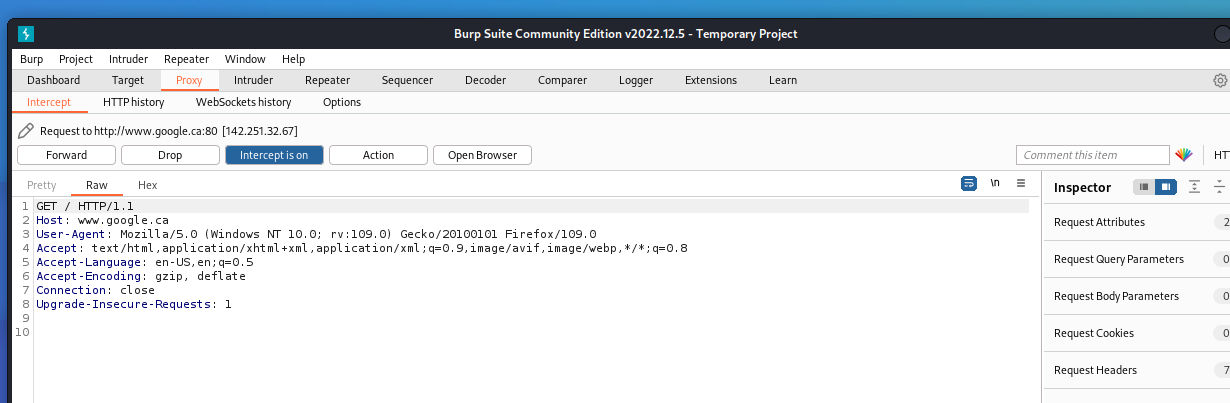 Burp Suite Community Edition v2022.12.5 - Temporary Project
Burp Project Intruder Repeater Window Help
Dashboard Target Proxy Intruder Repeater Sequencer Decoder Comparer Logger Extensions Learn
Intercept HTTP history WebSockets history Options
Request to http://www.google.ca:80 [142.251.32.67]
Forward Drop Intercept is on Action Open Browser Comment this item
Pretty Raw Hex \n Inspector
1 GET / HTTP/1.1
2 Host: www.google.ca
3 User-Agent: Mozilla/5.0 (Windows NT 10.0; rv:109.0) Gecko/20100101 Firefox/109.0
4 Accept: text/html,application/xhtml+xml,application/xml;q=0.9,image/avif,image/webp,*/*;q=0.8
5 Accept-Language: en-US,en;q=0.5
6 Accept-Encoding: gzip, deflate
7 Connection: close
8 Upgrade-Insecure-Requests: 1
9
10
Request Attributes 2
Request Query Parameters 0
Request Body Parameters 0
Request Cookies 0
Request Headers 7